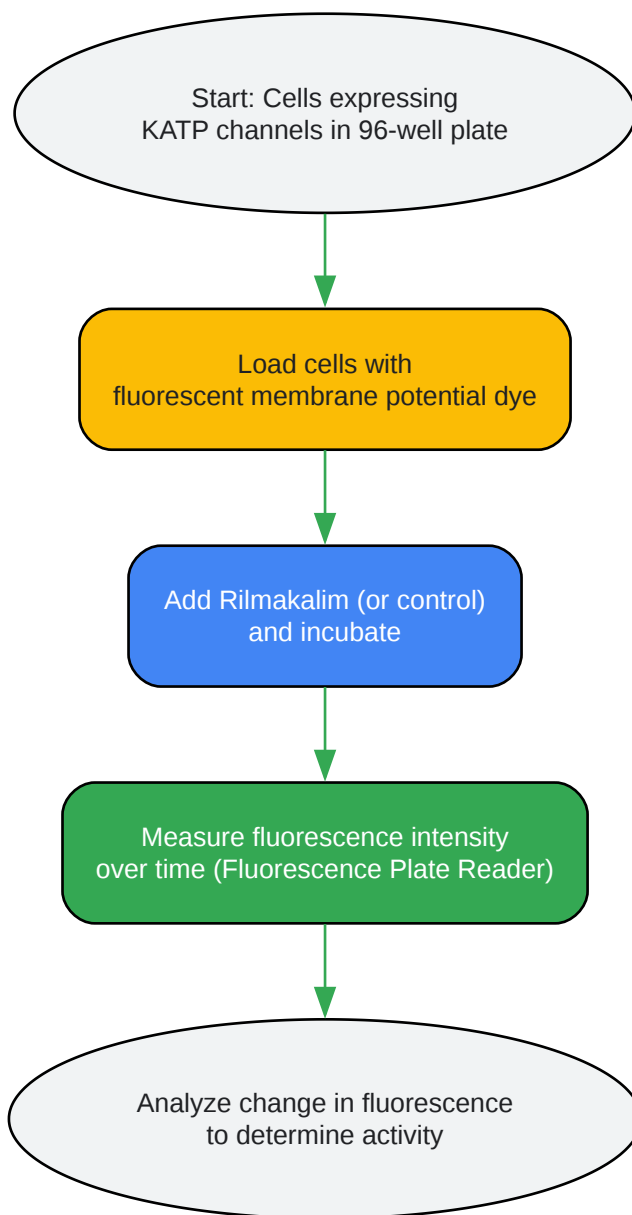 Start: Cells expressing
KATP channels in 96-well plate
Load cells with
fluorescent membrane potential dye
Add Rilmakalim (or control)
and incubate
Measure fluorescence intensity
over time (Fluorescence Plate Reader)
Analyze change in fluorescence
to determine activity